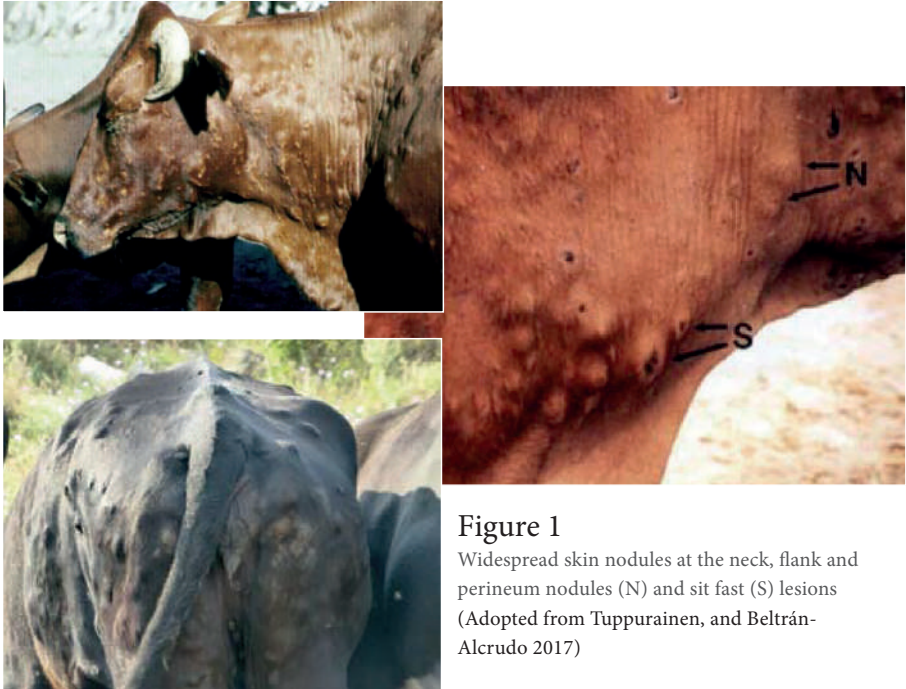 N
S
Figure 1
Widespread skin nodules at the neck, flank and
perineum nodules (N) and sit fast (S) lesions
(Adopted from Tuppurainen, and Beltrán-
Alcrudo 2017)